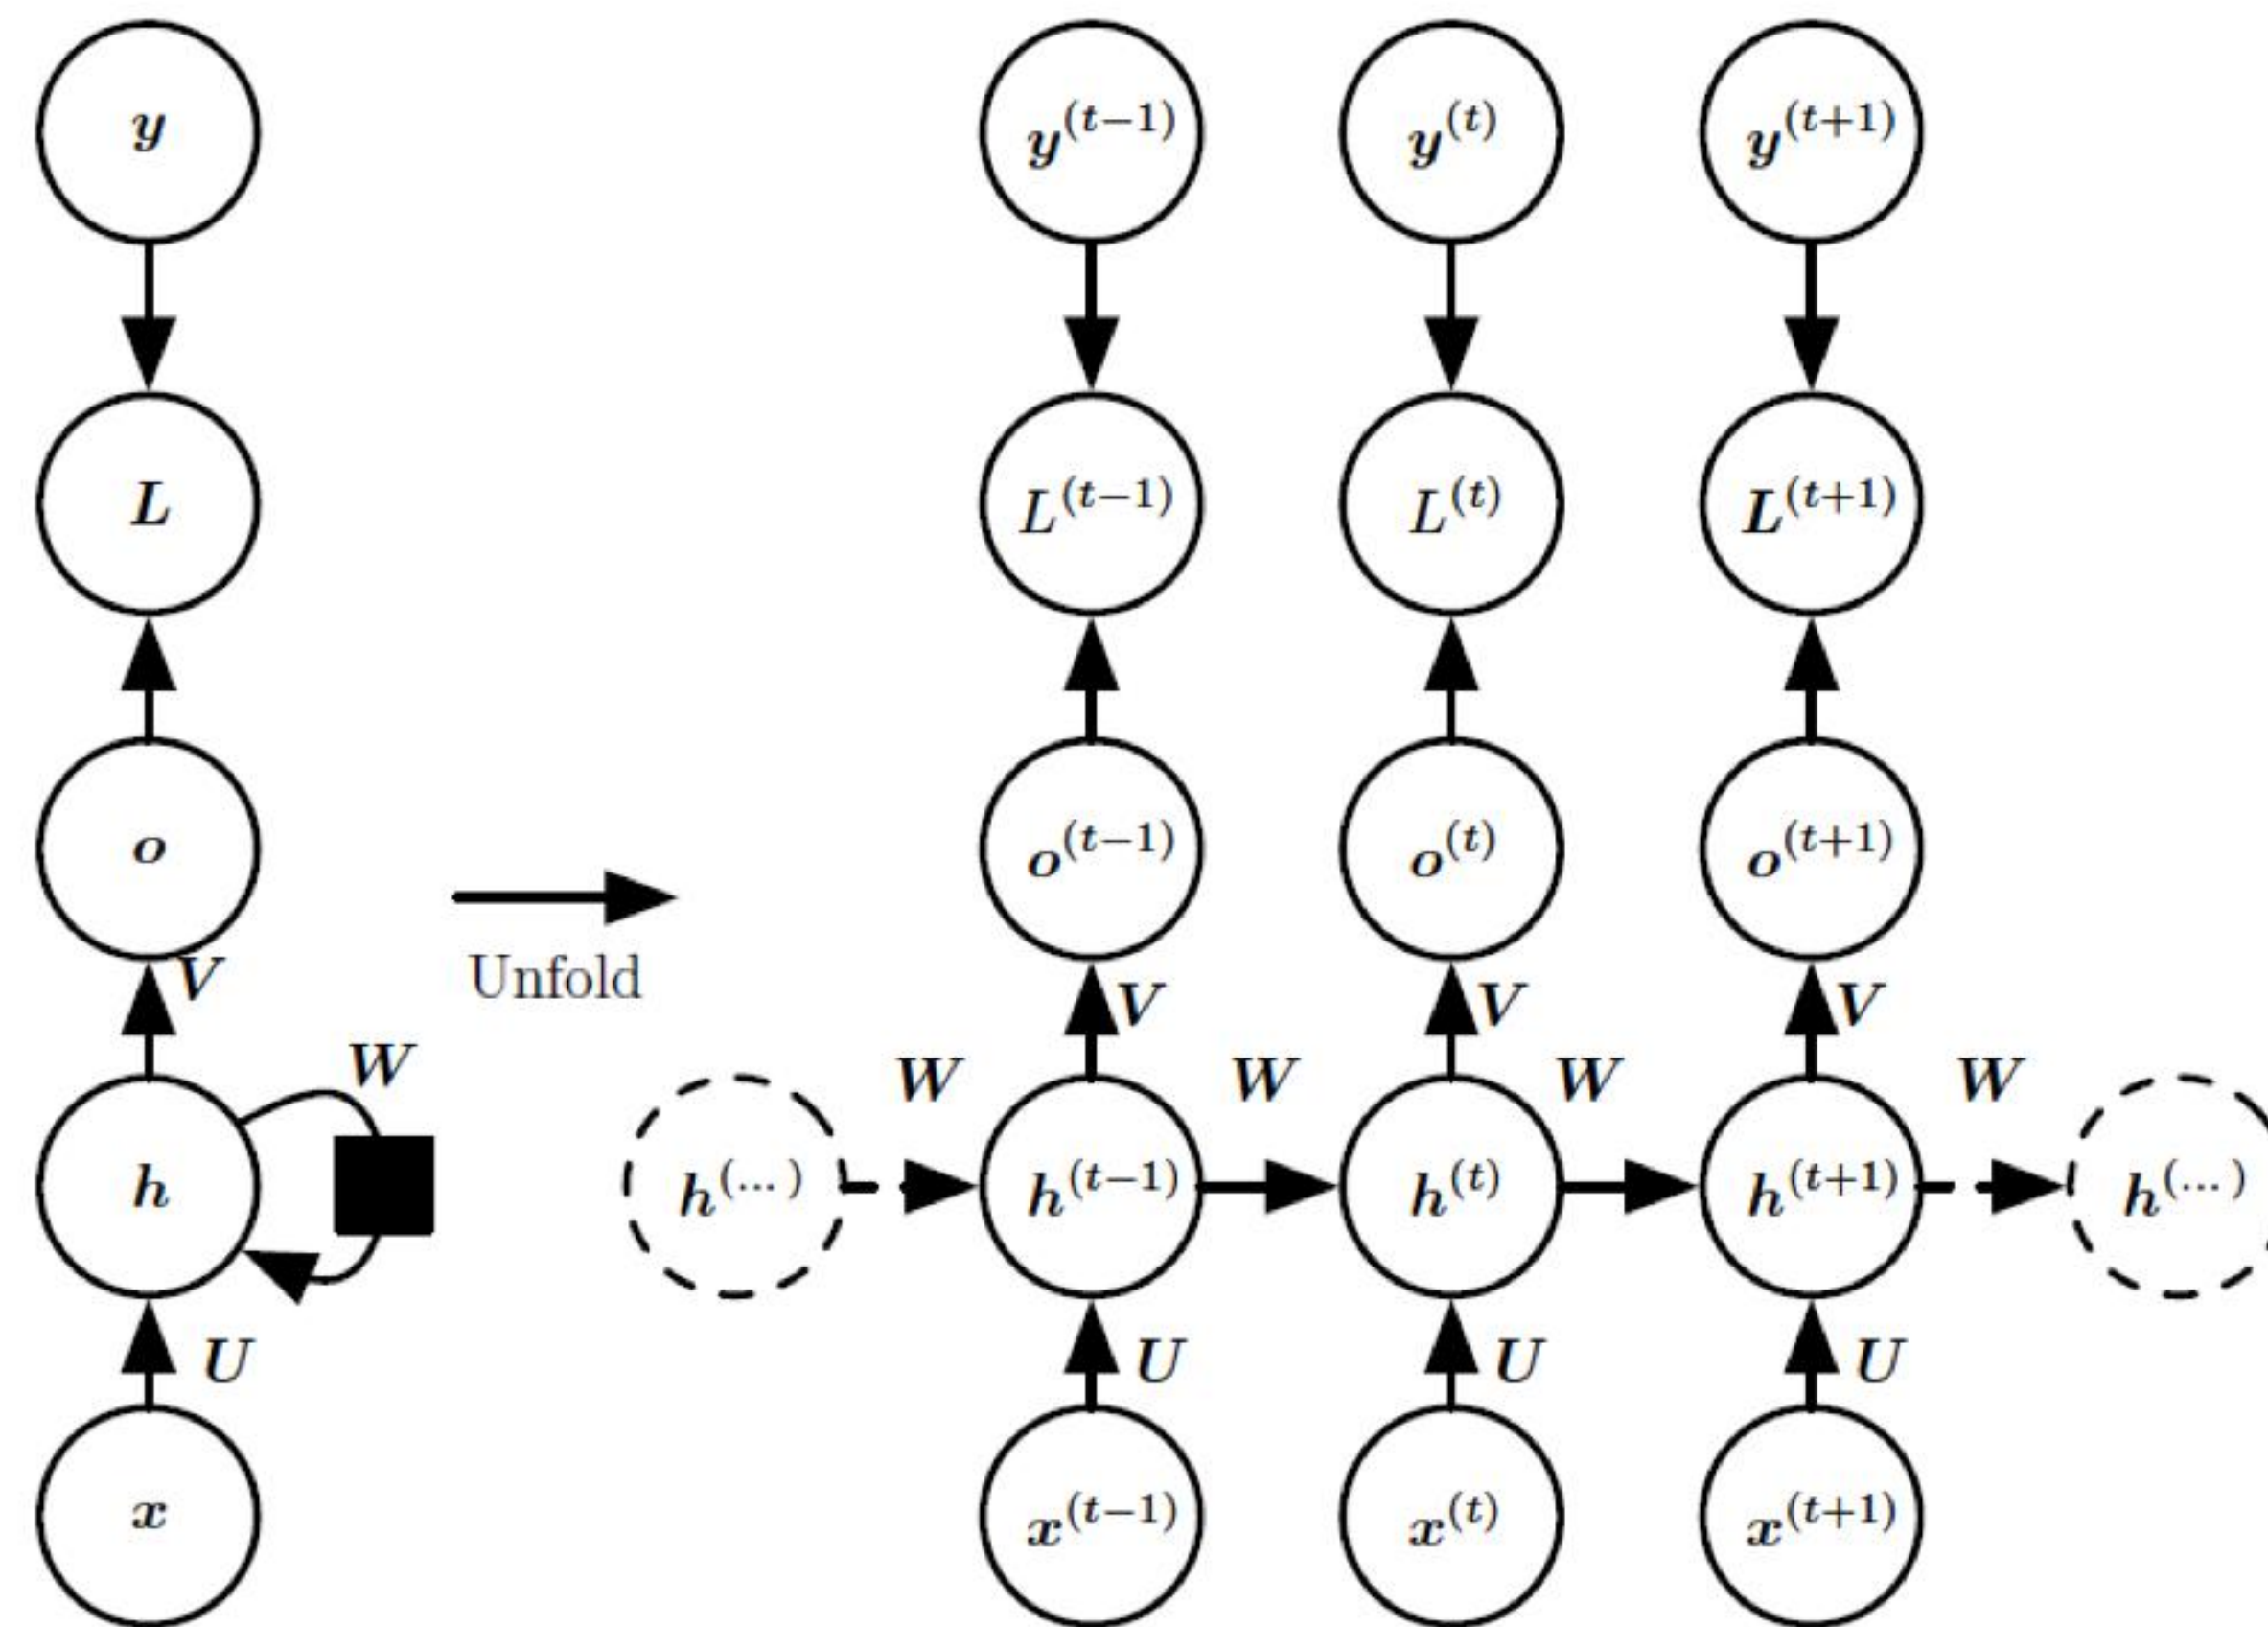 y y^(t−1) y^(t) y^(t+1)
L L^(t−1) L^(t) L^(t+1)
o o^(t−1) o^(t) o^(t+1)
Unfold
V V V V
W W W W W
h h^(...) h^(t−1) h^(t) h^(t+1) h^(...)
U U U U
x x^(t−1) x^(t) x^(t+1)